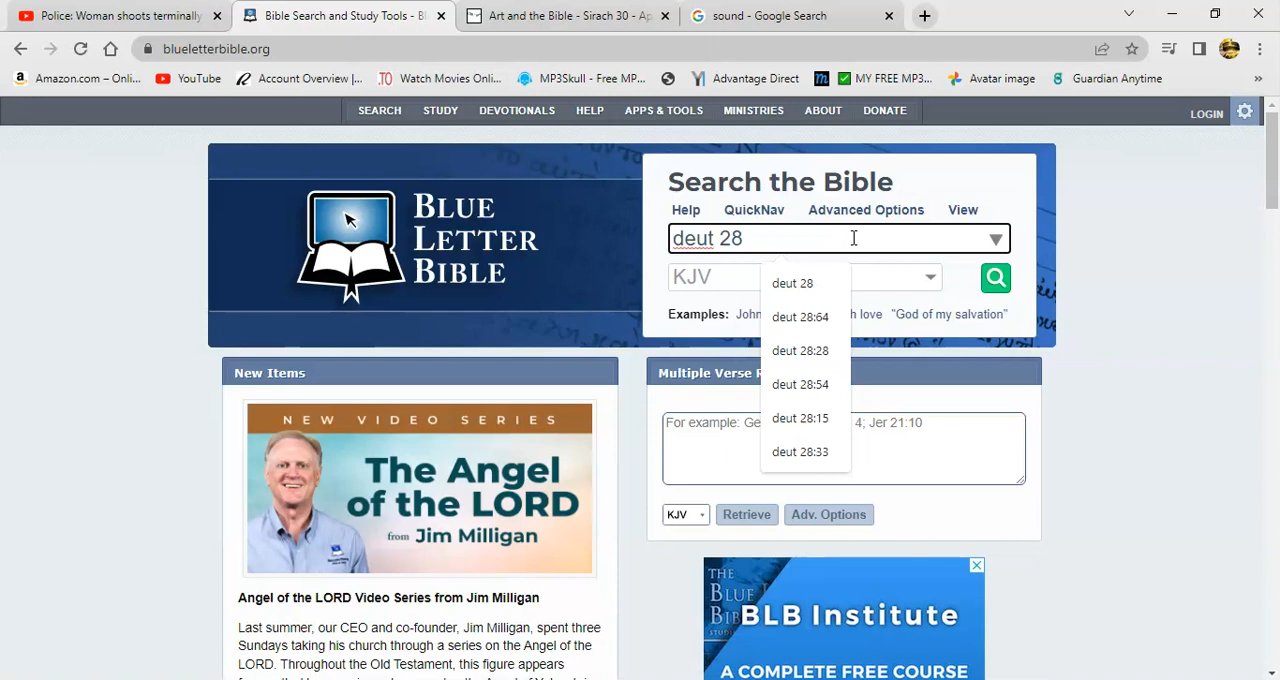 Police: Woman shoots terminally
Bible Search and Study Tools - B
Art and the Bible - Sirach 30 - Ap
sound - Google Search
blueletterbible.org
Amazon.com – Onli...
YouTube
Account Overview |...
Watch Movies Onli...
MP3Skull - Free MP...
Advantage Direct
MY FREE MP3...
Avatar image
Guardian Anytime
»
SEARCH STUDY DEVOTIONALS HELP APPS & TOOLS MINISTRIES ABOUT DONATE
LOGIN
BLUE
LETTER
BIBLE
Search the Bible
Help QuickNav Advanced Options View
deut 28
KJV
deut 28
deut 28:64
deut 28:28
deut 28:54
deut 28:15
deut 28:33
Examples: John h love "God of my salvation"
New Items
NEW VIDEO SERIES
The Angel
of the LORD
from Jim Milligan
Angel of the LORD Video Series from Jim Milligan
Last summer, our CEO and co-founder, Jim Milligan, spent three
Sundays taking his church through a series on the Angel of the
LORD. Throughout the Old Testament, this figure appears
Multiple Verse R
For example: Ge 4; Jer 21:10
KJV Retrieve Adv. Options
THE
BLUE
BLB Institute
A COMPLETE FREE COURSE